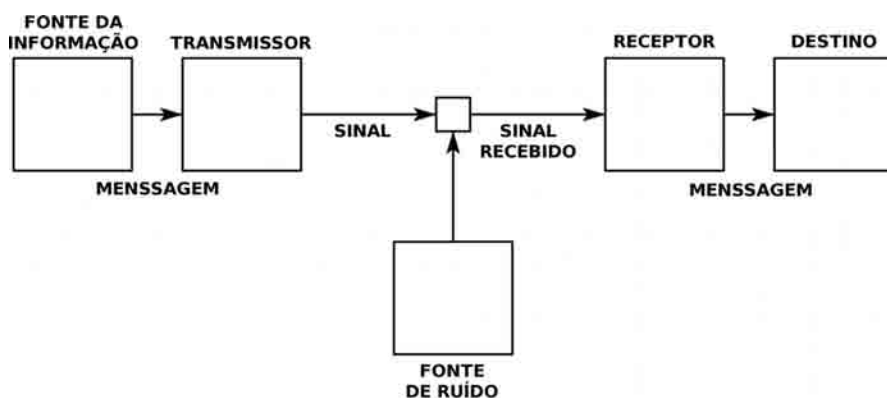 FONTE DA
INFORMAÇÃO
TRANSMISSOR
RECEPTOR
DESTINO
SINAL
SINAL
RECEBIDO
MENSSAGEM
MENSSAGEM
FONTE
DE RUÍDO